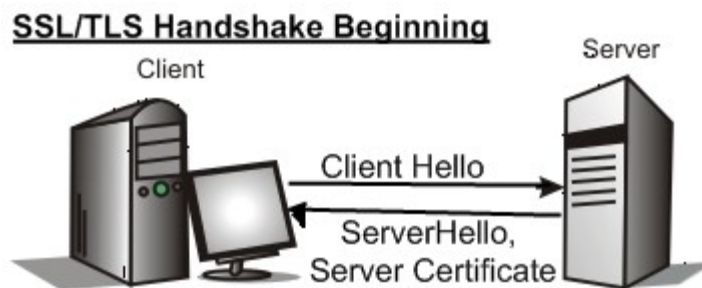 SSL/TLS Handshake Beginning
Client
Server
Client Hello
ServerHello,
Server Certificate